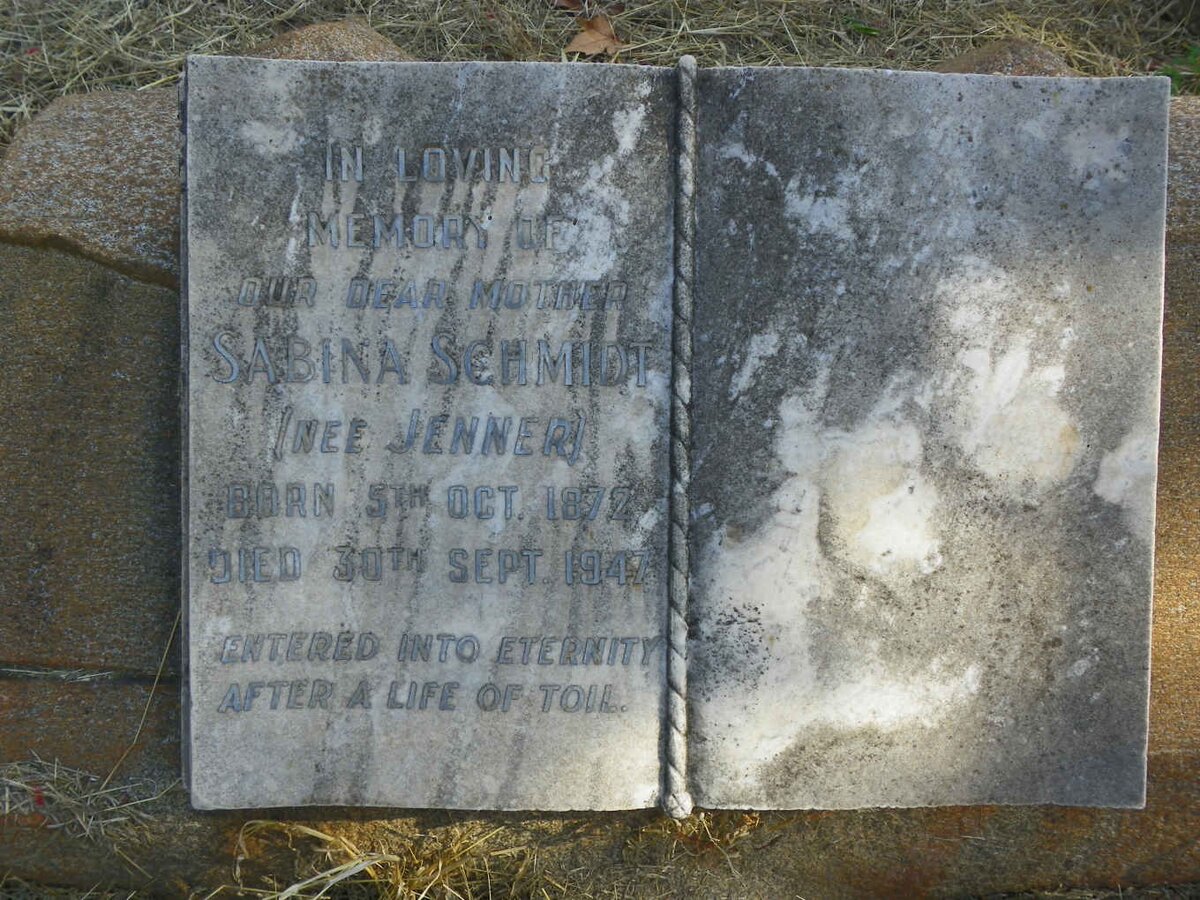 IN LOVING
MEMORY OF
OUR DEAR MOTHER
SABINA SCHMIDT
(NEE JENNER)
BORN 5TH OCT. 1872
DIED 30TH SEPT. 1947
ENTERED INTO ETERNITY
AFTER A LIFE OF TOIL.